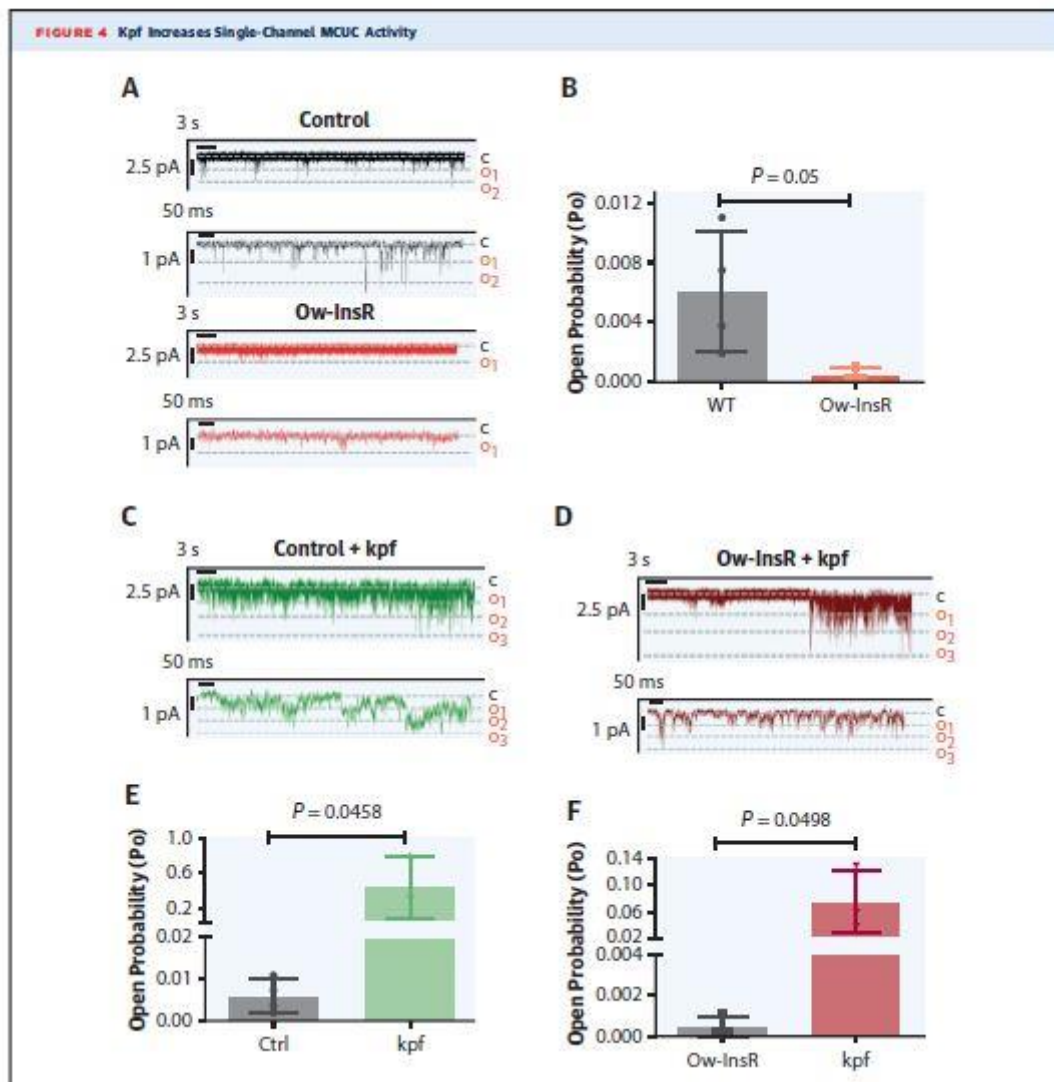 FIGURE 4 Kpf Increases Single-Channel MCUC Activity
A
3 s Control
2.5 pA
c
o1
o2
50 ms
1 pA
c
o1
o2
3 s Ow-InsR
2.5 pA
c
o1
50 ms
1 pA
c
o1
B
P = 0.05
Open Probability (Po)
0.012
0.008
0.004
0.000
WT Ow-InsR
C
3 s Control + kpf
2.5 pA
c
o1
o2
o3
50 ms
1 pA
c
o1
o2
o3
D
3 s Ow-InsR + kpf
2.5 pA
c
o1
o2
o3
50 ms
1 pA
c
o1
o2
o3
E
P = 0.0458
Open Probability (Po)
1.0
0.6
0.2
0.02
0.01
0.00
Ctrl kpf
F
P = 0.0498
Open Probability (Po)
0.14
0.10
0.06
0.02
0.004
0.002
0.000
Ow-InsR kpf